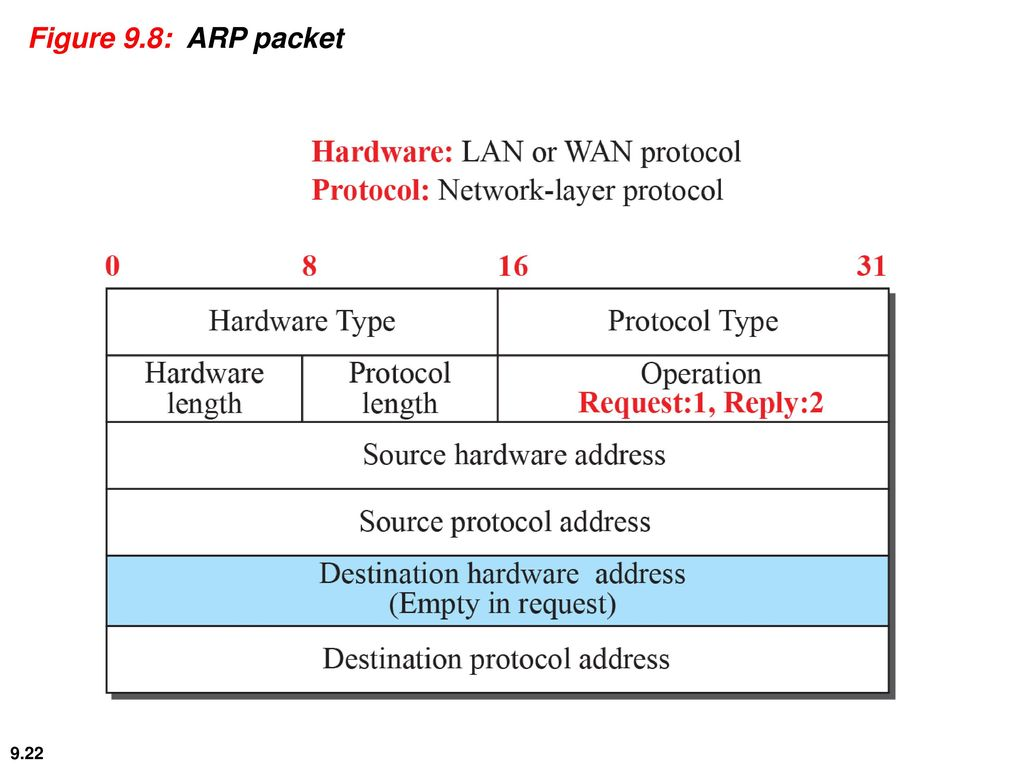 Figure 9.8: ARP packet
Hardware: LAN or WAN protocol
Protocol: Network-layer protocol
0 8 16 31
Hardware Type Protocol Type
Hardware
length
Protocol
length
Operation
Request:1, Reply:2
Source hardware address
Source protocol address
Destination hardware address
(Empty in request)
Destination protocol address
9.22